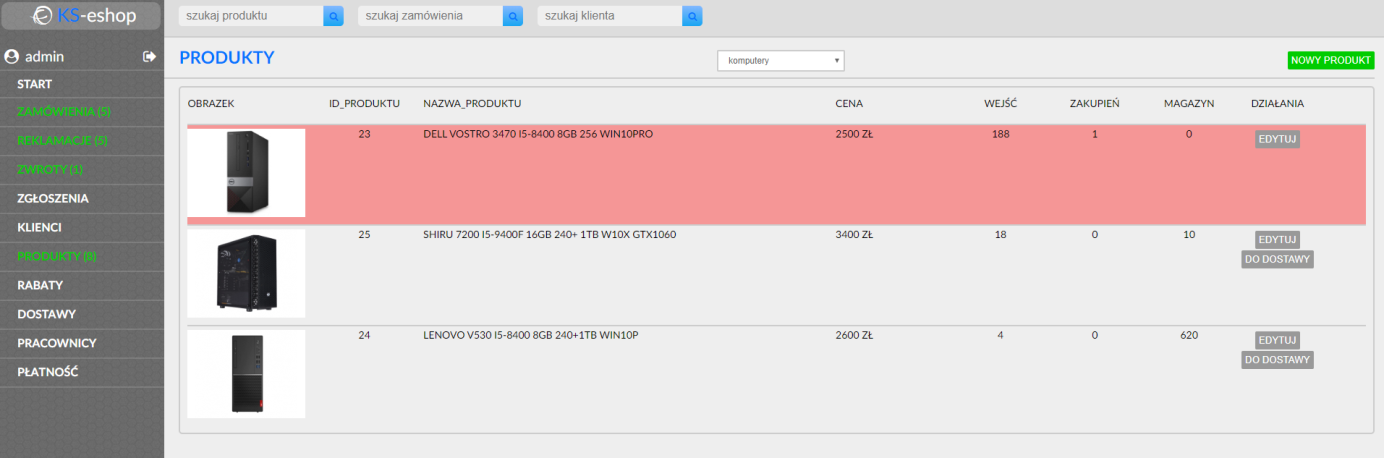 KS-eshop
szukaj produktu szukaj zamówienia szukaj klienta
admin
START
ZAMÓWIENIA (5)
REKLAMACJE (5)
ZWROTY (1)
ZGŁOSZENIA
KLIENCI
PRODUKTY (8)
RABATY
DOSTAWY
PRACOWNICY
PŁATNOŚĆ
PRODUKTY komputery NOWY PRODUKT
OBRAZEK ID_PRODUKTU NAZWA_PRODUKTU CENA WEJŚĆ ZAKUPIEŃ MAGAZYN DZIAŁANIA
23 DELL VOSTRO 3470 I5-8400 8GB 256 WIN10PRO 2500 ZŁ 188 1 0 EDYTUJ
25 SHIRU 7200 I5-9400F 16GB 240+ 1TB W10X GTX1060 3400 ZŁ 18 0 10 EDYTUJ
DO DOSTAWY
24 LENOVO V530 I5-8400 8GB 240+1TB WIN10P 2600 ZŁ 4 0 620 EDYTUJ
DO DOSTAWY